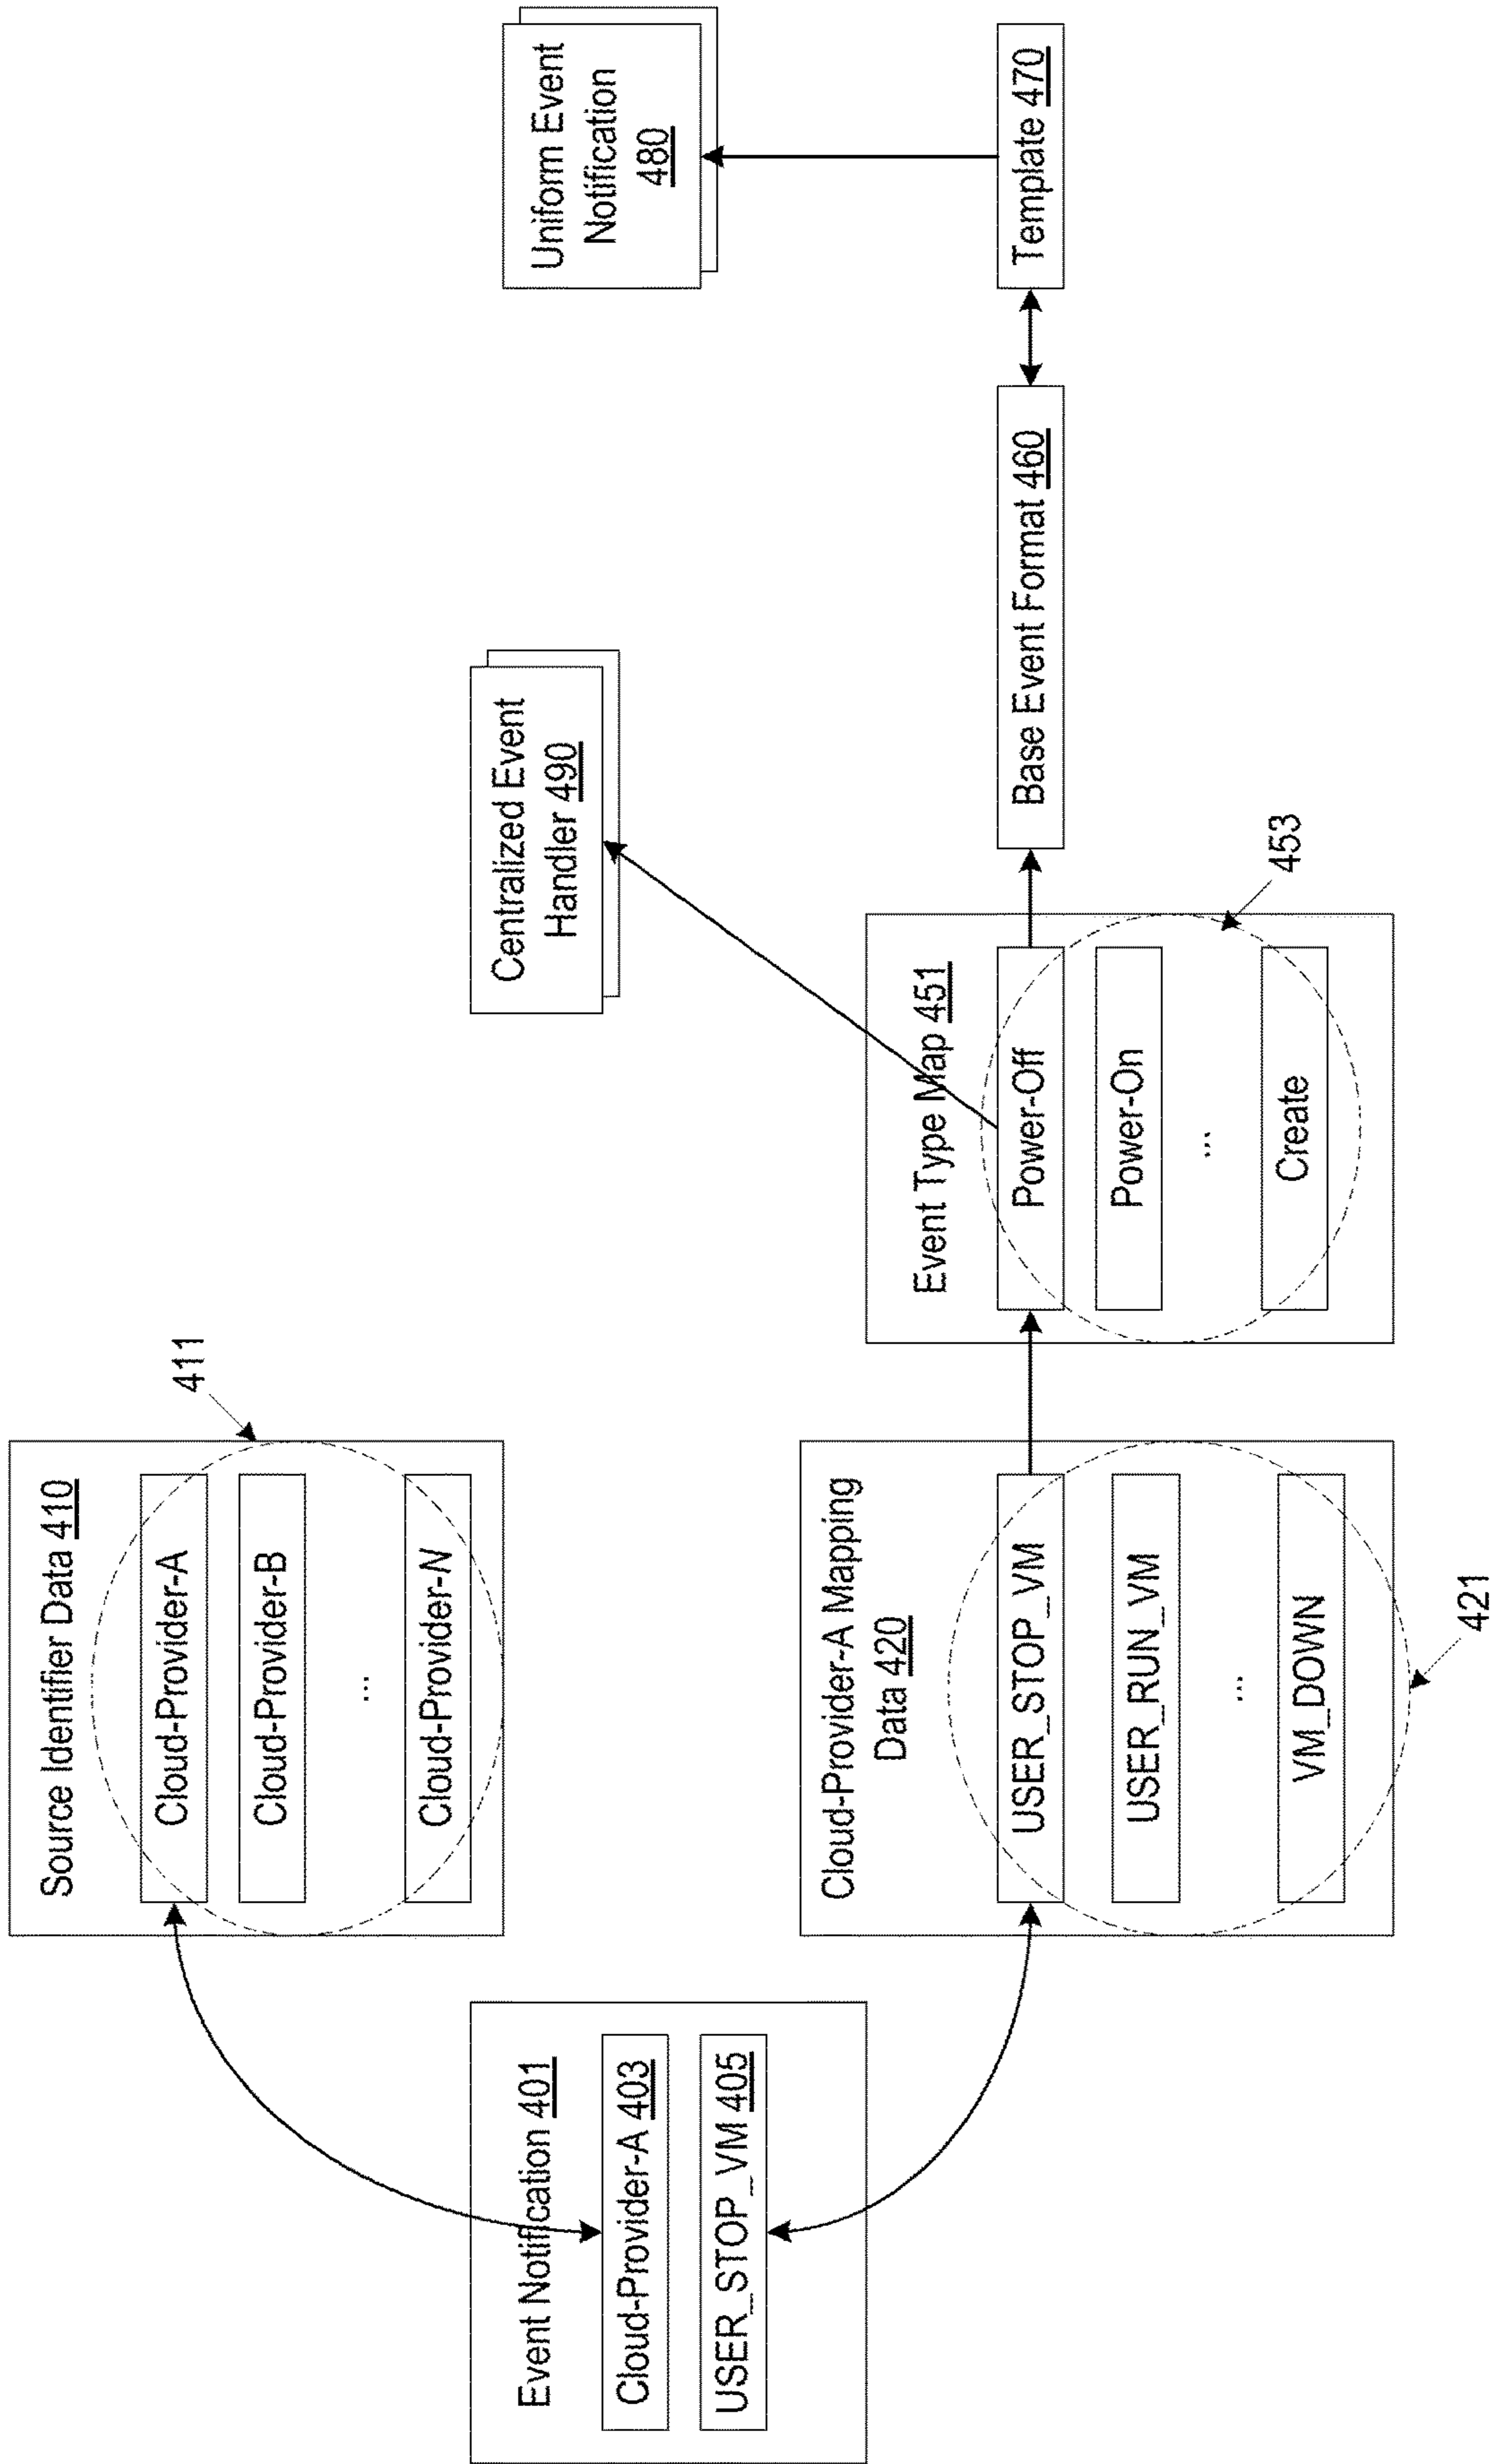 Event Notification 401
Cloud-Provider-A 403
USER_STOP_VM 405
Source Identifier Data 410
Cloud-Provider-A
Cloud-Provider-B
...
Cloud-Provider-N
411
Cloud-Provider-A Mapping
Data 420
USER_STOP_VM
USER_RUN_VM
...
VM_DOWN
421
Event Type Map 451
Power-Off
Power-On
...
Create
453
Centralized Event
Handler 490
Base Event Format 460
Template 470
Uniform Event
Notification
480